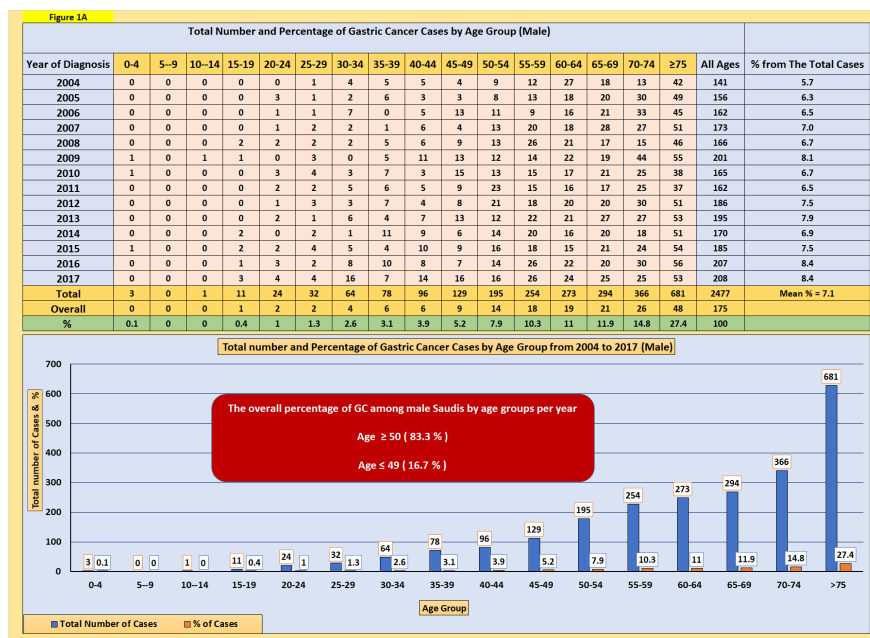 Figure 1A
Total Number and Percentage of Gastric Cancer Cases by Age Group (Male)
Year of Diagnosis 0-4 5--9 10--14 15-19 20-24 25-29 30-34 35-39 40-44 45-49 50-54 55-59 60-64 65-69 70-74 ≥75 All Ages % from The Total Cases
2004 0 0 0 0 0 1 4 5 5 4 9 12 27 18 13 42 141 5.7
2005 0 0 0 0 3 1 2 6 3 3 8 13 18 20 30 49 156 6.3
2006 0 0 0 0 1 1 7 0 5 13 11 9 16 21 33 45 162 6.5
2007 0 0 0 0 1 2 2 1 6 4 13 20 18 28 27 51 173 7.0
2008 0 0 0 2 2 2 2 5 6 9 13 26 21 17 15 46 166 6.7
2009 1 0 1 1 0 3 0 5 11 13 12 14 22 19 44 55 201 8.1
2010 1 0 0 0 3 4 3 7 3 15 13 15 17 21 25 38 165 6.7
2011 0 0 0 0 2 2 5 6 5 9 23 15 16 17 25 37 162 6.5
2012 0 0 0 0 1 3 3 7 4 8 21 18 20 20 30 51 186 7.5
2013 0 0 0 0 2 1 6 4 7 13 12 22 21 27 27 53 195 7.9
2014 0 0 0 2 0 2 1 11 9 6 14 20 16 20 18 51 170 6.9
2015 1 0 0 2 2 4 5 4 10 9 16 18 15 21 24 54 185 7.5
2016 0 0 0 1 3 2 8 10 8 7 14 26 22 20 30 56 207 8.4
2017 0 0 0 3 4 4 16 7 14 16 16 26 24 25 25 53 208 8.4
Total 3 0 1 11 24 32 64 78 96 129 195 254 273 294 366 681 2477 Mean % = 7.1
Overall 0 0 0 1 2 2 4 6 6 9 14 18 19 21 26 48 175
% 0.1 0 0 0.4 1 1.3 2.6 3.1 3.9 5.2 7.9 10.3 11 11.9 14.8 27.4 100
Total number and Percentage of Gastric Cancer Cases by Age Group from 2004 to 2017 (Male)
Total number of Cases & %
700
600
500
400
300
200
100
0
The overall percentage of GC among male Saudis by age groups per year
Age ≥ 50 ( 83.3 % )
Age ≤ 49 ( 16.7 % )
3 0.1 0 0 1 0 11 0.4 24 1 32 1.3 64 2.6 78 3.1 96 3.9 129 5.2 195 7.9 254 10.3 273 11 294 11.9 366 14.8 681 27.4
0-4 5--9 10--14 15-19 20-24 25-29 30-34 35-39 40-44 45-49 50-54 55-59 60-64 65-69 70-74 >75
Age Group
Total Number of Cases % of Cases